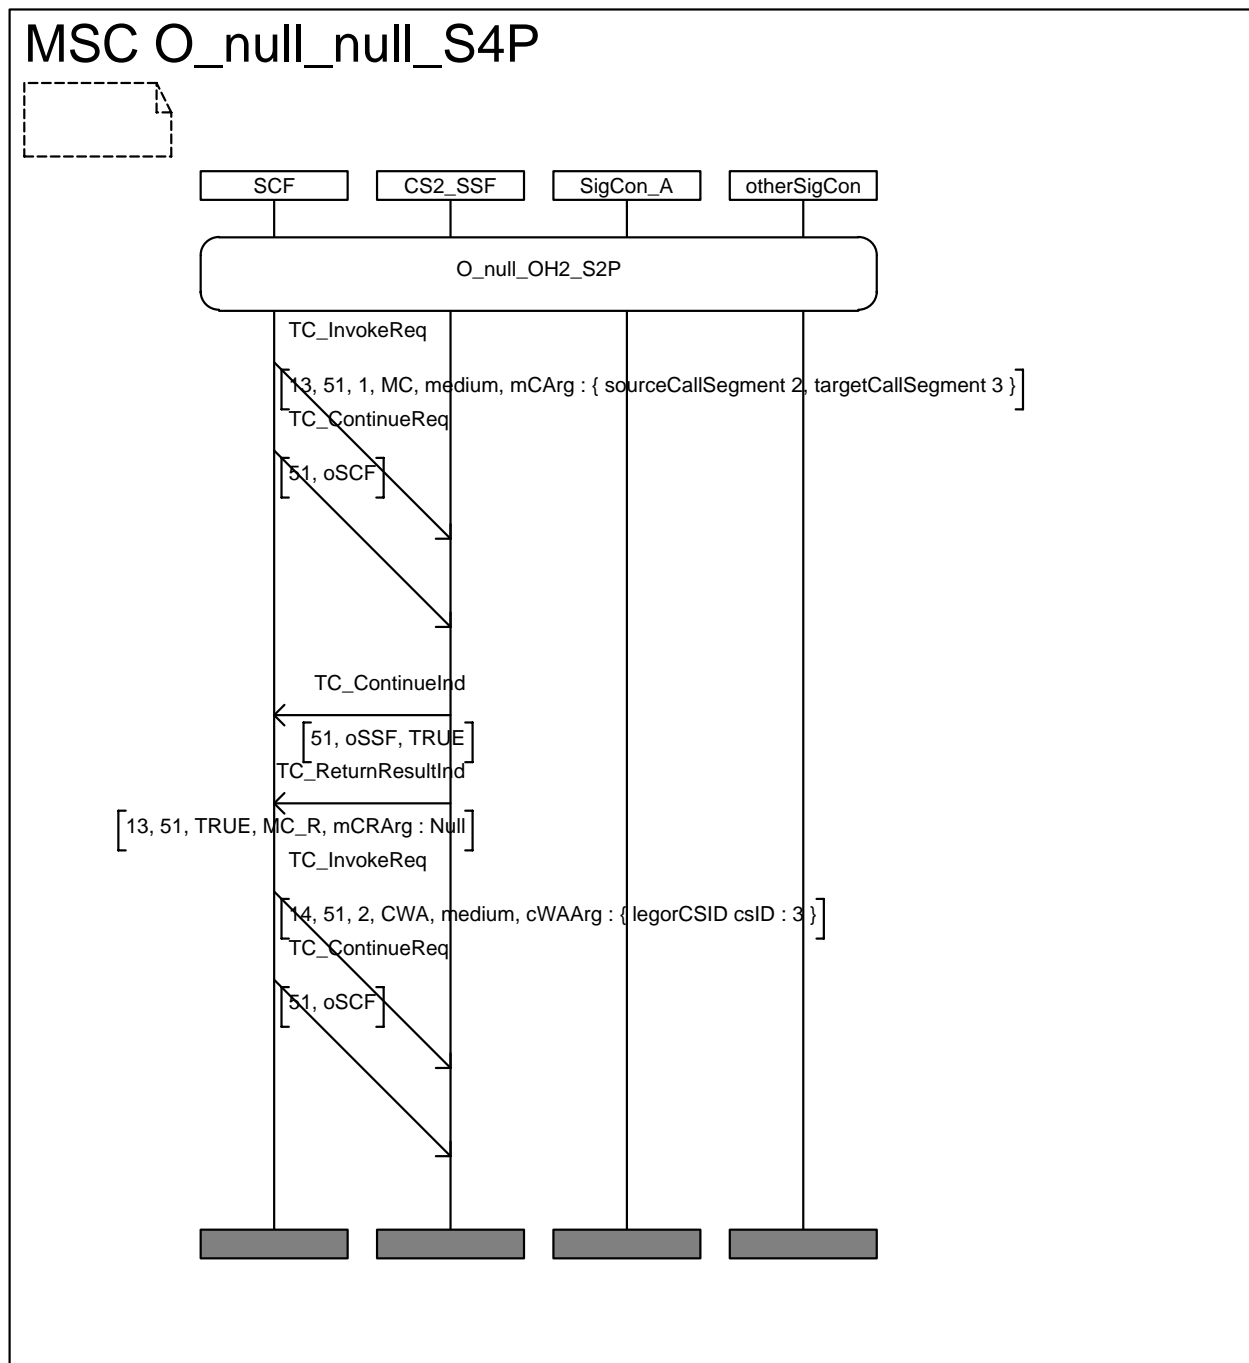 MSC O_null_null_S4P
SCF
CS2_SSF
SigCon_A
otherSigCon
O_null_OH2_S2P
TC_InvokeReq
13, 51, 1, MC, medium, mCArg : { sourceCallSegment 2, targetCallSegment 3 }
TC_ContinueReq
51, oSCF
TC_ContinueInd
51, oSSF, TRUE
TC_ReturnResultInd
13, 51, TRUE, MC_R, mCRArg : Null
TC_InvokeReq
14, 51, 2, CWA, medium, cWAArg : { legorCSID csID : 3 }
TC_ContinueReq
51, oSCF